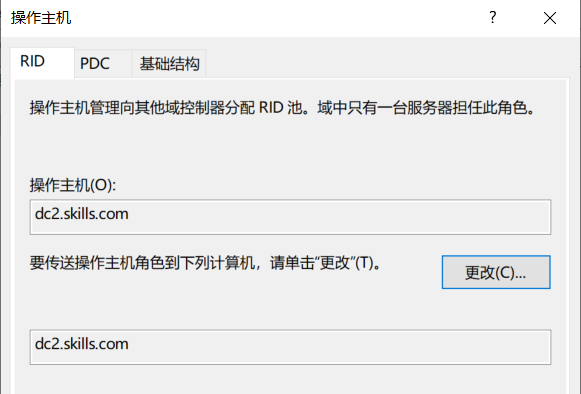 操作主机
?
RID PDC 基础结构
操作主机管理向其他域控制器分配 RID 池。域中只有一台服务器担任此角色。
操作主机(O):
dc2.skills.com
要传送操作主机角色到下列计算机，请单击“更改”(T)。
更改(C)...
dc2.skills.com